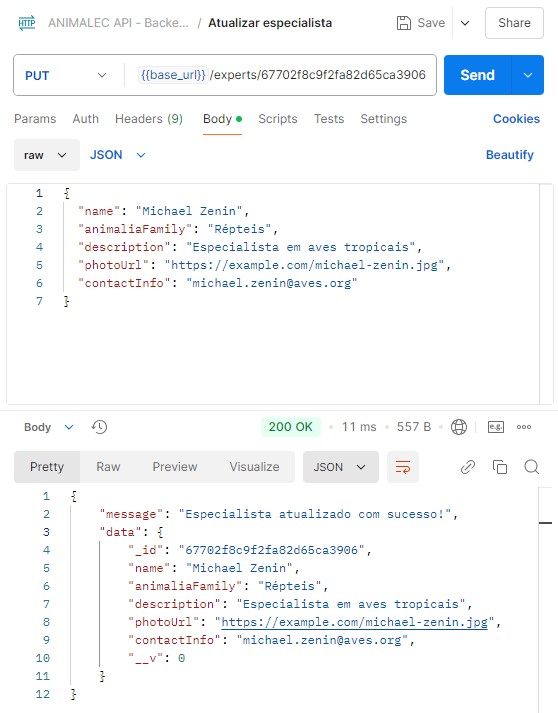 HTTP ANIMALEC API - Backe... / Atualizar especialista Save Share
PUT {{base_url}} /experts/67702f8c9f2fa82d65ca3906 Send
Params Auth Headers (9) Body Scripts Tests Settings Cookies
raw JSON Beautify
1 {
2 "name": "Michael Zenin",
3 "animaliaFamily": "Répteis",
4 "description": "Especialista em aves tropicais",
5 "photoUrl": "https://example.com/michael-zenin.jpg",
6 "contactInfo": "michael.zenin@aves.org"
7 }
Body 200 OK • 11 ms • 557 B • e.g.
Pretty Raw Preview Visualize JSON
1 {
2 "message": "Especialista atualizado com sucesso!",
3 "data": {
4 "_id": "67702f8c9f2fa82d65ca3906",
5 "name": "Michael Zenin",
6 "animaliaFamily": "Répteis",
7 "description": "Especialista em aves tropicais",
8 "photoUrl": "https://example.com/michael-zenin.jpg",
9 "contactInfo": "michael.zenin@aves.org",
10 "__v": 0
11 }
12 }